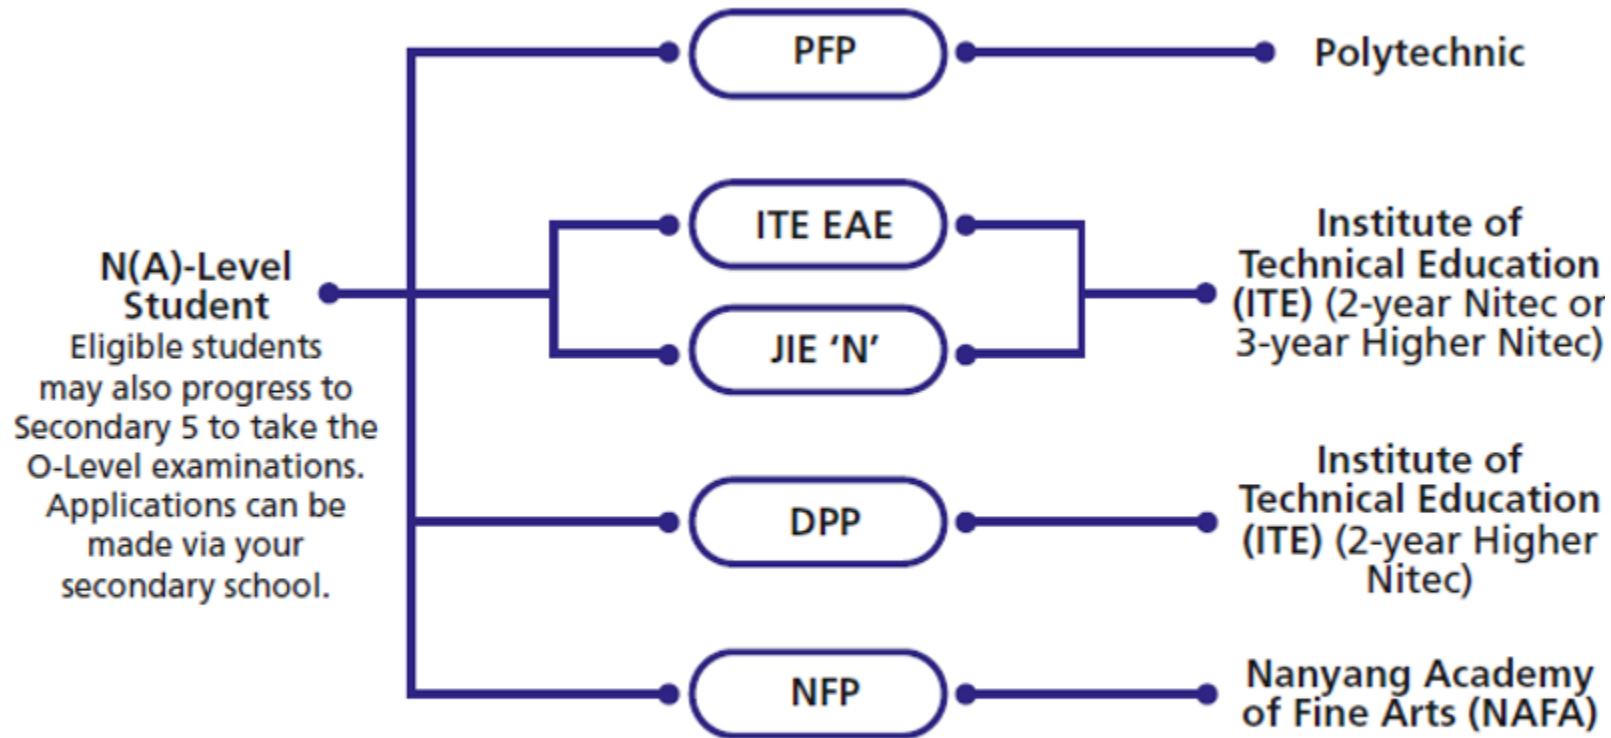 N(A)-Level
Student
Eligible students
may also progress to
Secondary 5 to take the
O-Level examinations.
Applications can be
made via your
secondary school.
PFP
Polytechnic
ITE EAE
JIE ‘N’
Institute of
Technical Education
(ITE) (2-year Nitec or
3-year Higher Nitec)
DPP
Institute of
Technical Education
(ITE) (2-year Higher
Nitec)
NFP
Nanyang Academy
of Fine Arts (NAFA)